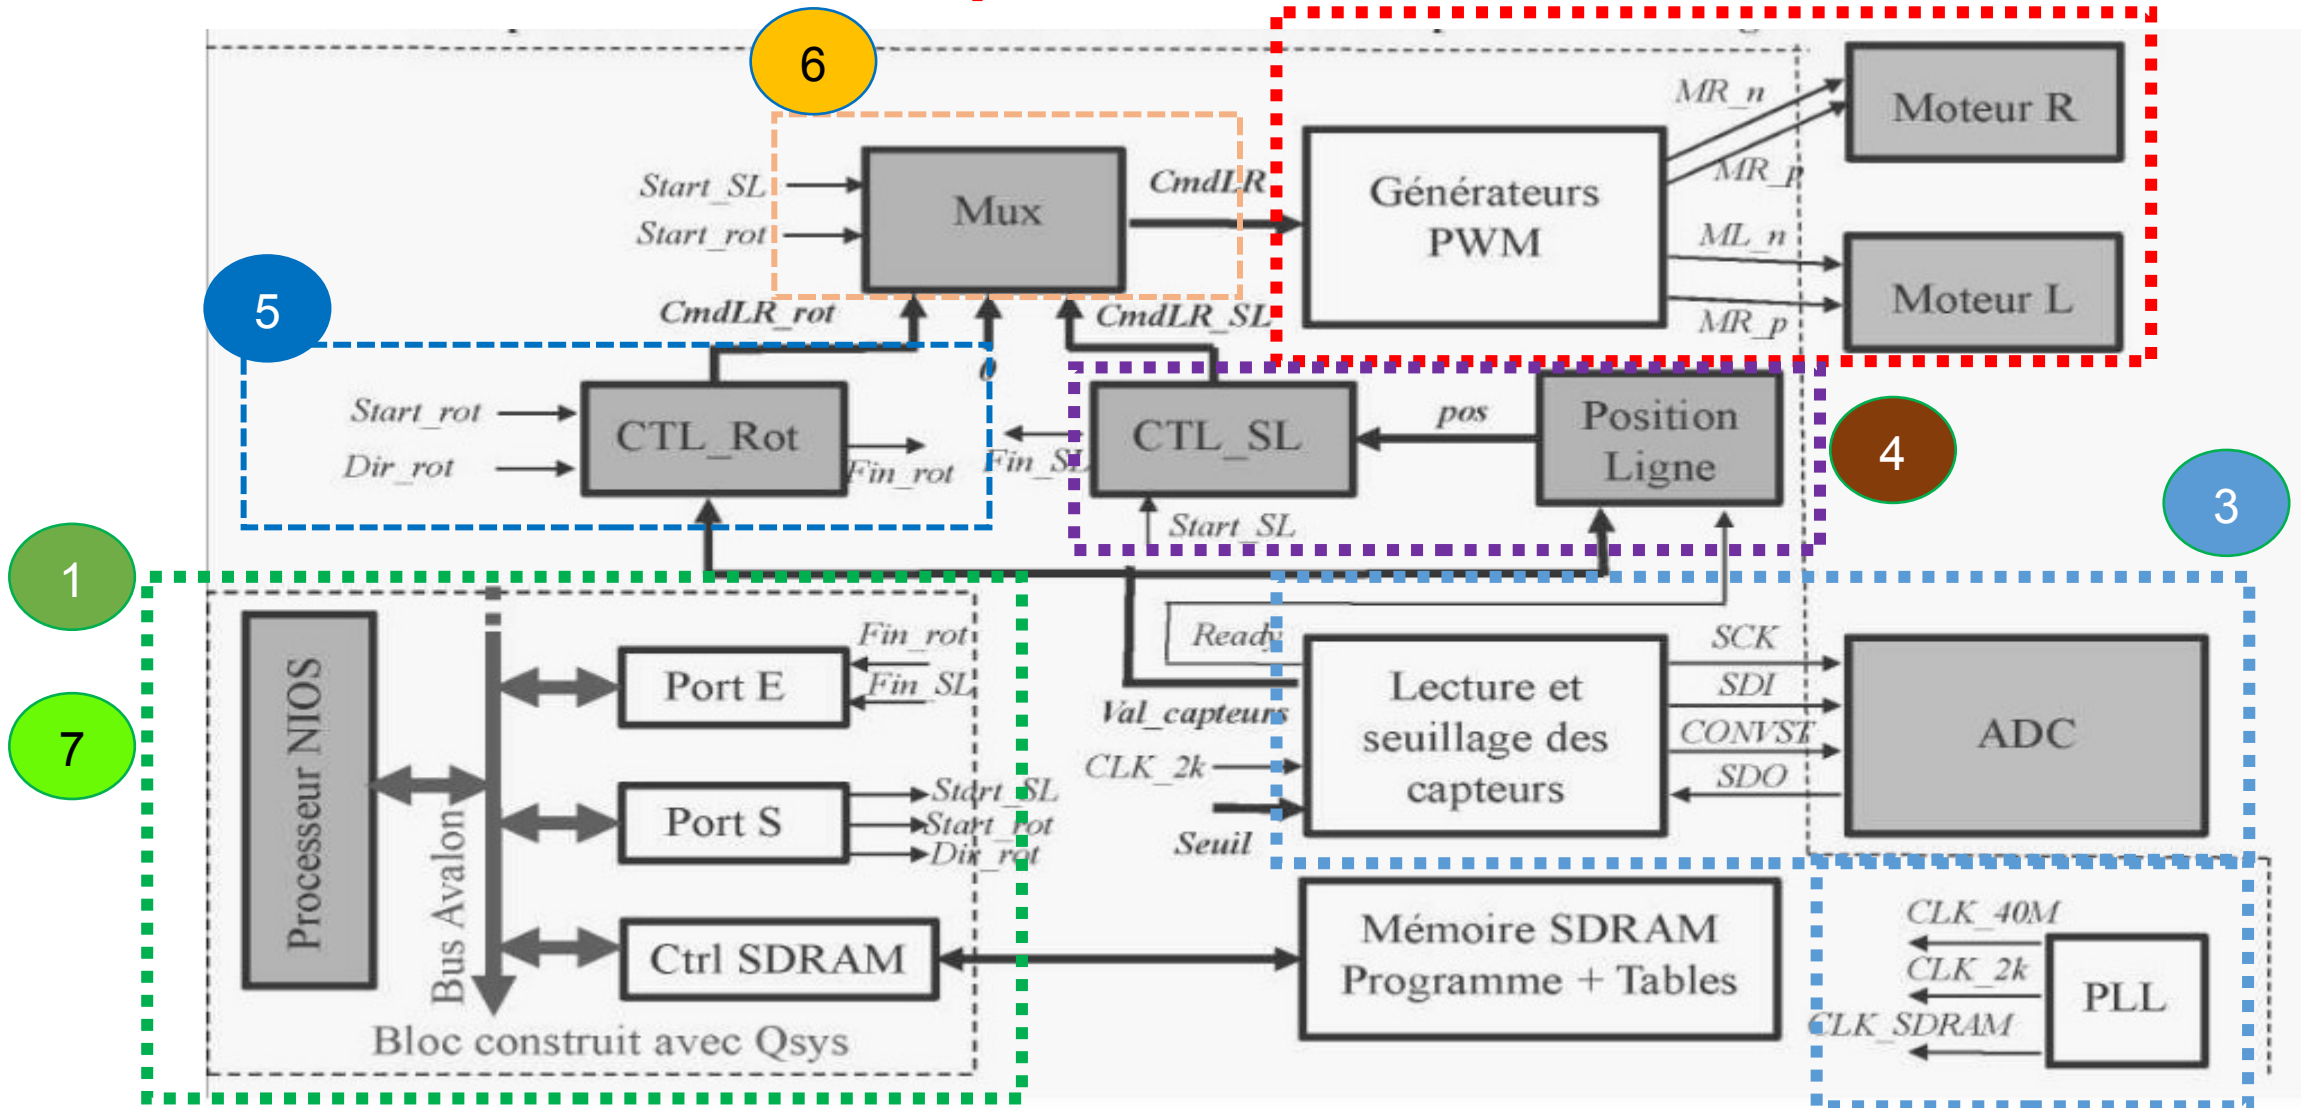 6
MR_n
Moteur R
Start_SL
Mux
CmdLR
Générateurs
PWM
MR_p
Start_rot
ML_n
Moteur L
MR_p
5
CmdLR_rot
CmdLR_SL
0
Start_rot
CTL_Rot
Dir_rot
Fin_rot
Fin_SL
CTL_SL
pos
Position
Ligne
4
Start_SL
3
1
7
Processeur NIOS
Bus Avalon
Fin_rot
Port E
Fin_SL
Port S
Start_SL
Start_rot
Dir_rot
Ctrl SDRAM
Bloc construit avec Qsys
Ready
Val_capteurs
CLK_2k
Seuil
Lecture et
seuillage des
capteurs
SCK
SDI
CONVST
SDO
ADC
Mémoire SDRAM
Programme + Tables
CLK_40M
CLK_2k
CLK_SDRAM
PLL